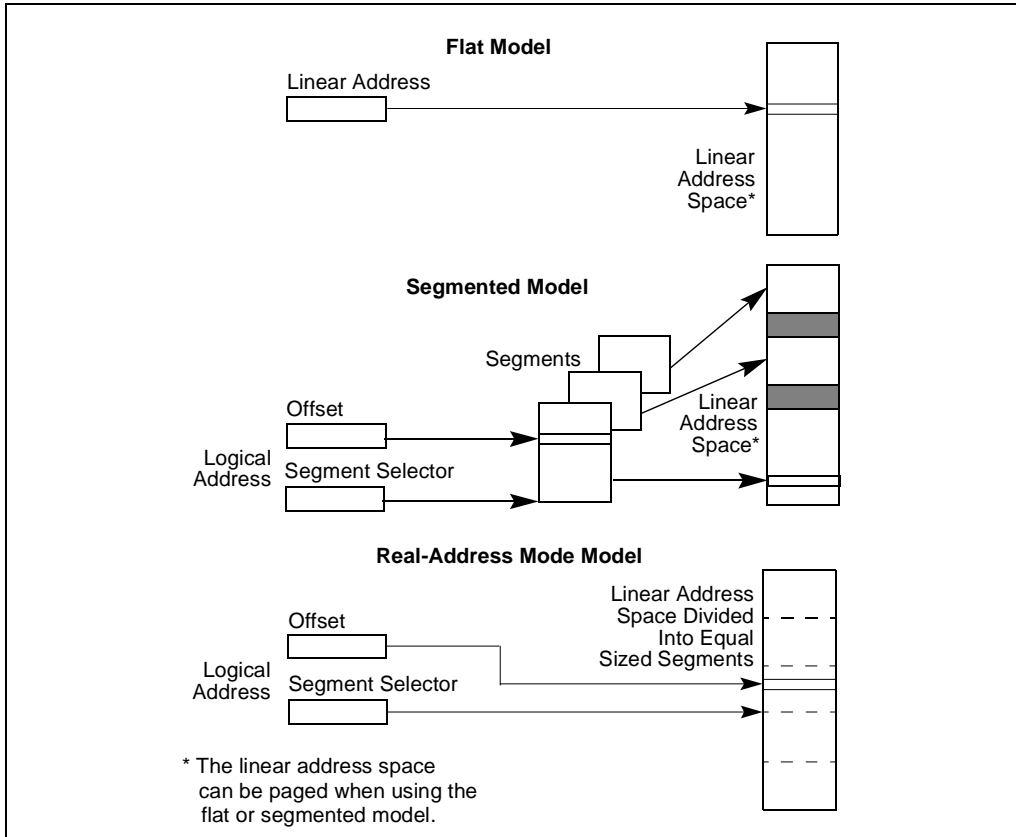 Flat Model
Linear Address
Linear
Address
Space*
Segmented Model
Segments
Linear
Address
Space*
Offset
Logical
Address
Segment Selector
Real-Address Mode Model
Linear Address
Space Divided
Into Equal
Sized Segments
Offset
Logical
Address
Segment Selector
* The linear address space
can be paged when using the
flat or segmented model.